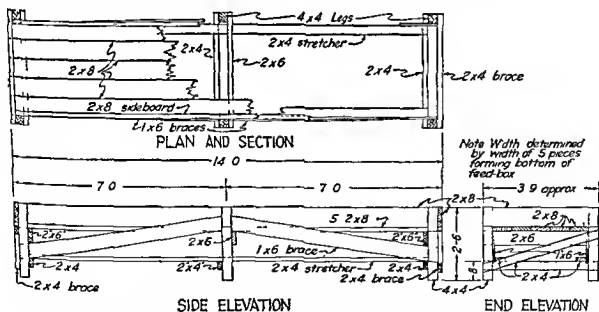 4x4 Legs
2x4 stretcher
2x4
2x6
2x8
2x4
2x4 brace
2x8 sideboard
1x6 braces
PLAN AND SECTION
14 0
7 0
7 0
Note Width determined
by width of 5 pieces
forming bottom of
feed-box
3 9 approx
2x8
5 2x8
2x8
2x6
2x6
2x6
2x6
1x6 brace
1x6
2-6
8
2x4
2x4
2x4 stretcher
2x4
2x4
2x4 brace
2x4 brace
4x4
SIDE ELEVATION
END ELEVATION